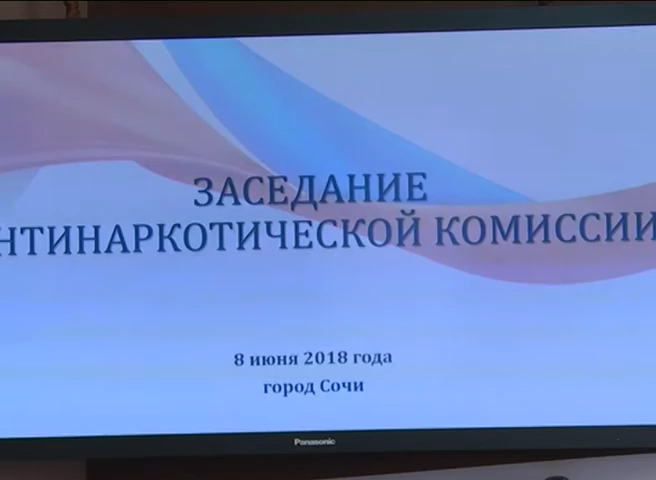 ЗАСЕДАНИЕ
НТИНАРКОТИЧЕСКОЙ КОМИССИИ
8 июня 2018 года
город Сочи
Panasonic